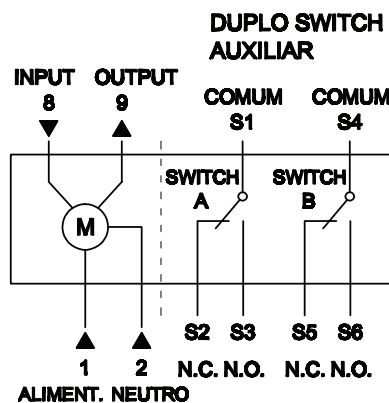 DUPLO SWITCH
AUXILIAR
INPUT OUTPUT
8 9
COMUM COMUM
S1 S4
SWITCH SWITCH
A B
M
S2 S3 S5 S6
1 2 N.C. N.O. N.C. N.O.
ALIMENT. NEUTRO